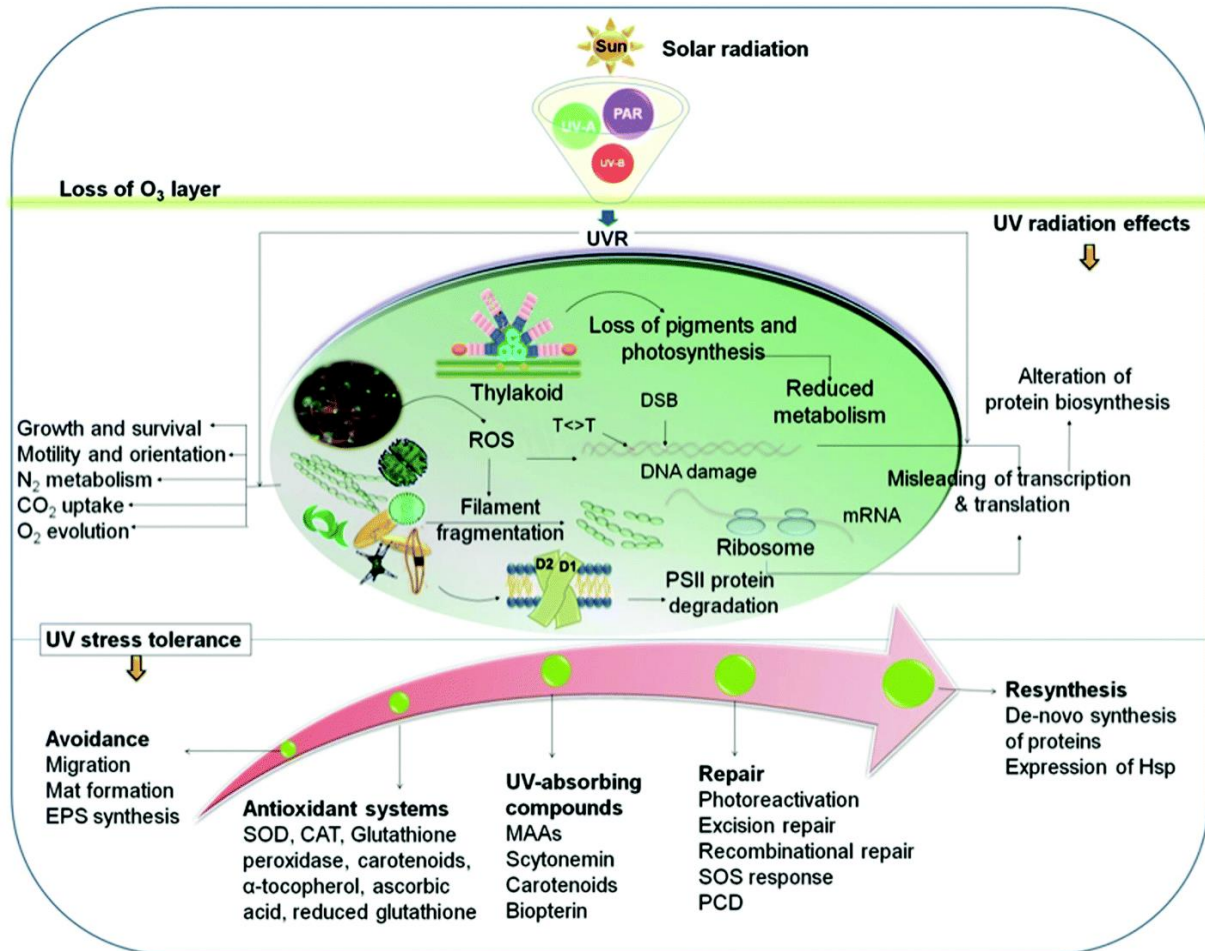 Sun
Solar radiation
UV-A
PAR
UV-B
Loss of O₃ layer
UVR
UV radiation effects
Loss of pigments and
photosynthesis
Thylakoid
Reduced
metabolism
Alteration of
protein biosynthesis
DSB
T<>T
ROS
DNA damage
Growth and survival
Motility and orientation
N₂ metabolism
CO₂ uptake
O₂ evolution
Misleading of transcription
& translation
Filament
fragmentation
mRNA
Ribosome
D2
D1
PSII protein
degradation
UV stress tolerance
Avoidance
Migration
Mat formation
EPS synthesis
Antioxidant systems
SOD, CAT, Glutathione
peroxidase, carotenoids,
α-tocopherol, ascorbic
acid, reduced glutathione
UV-absorbing
compounds
MAAs
Scytonemin
Carotenoids
Biopterin
Repair
Photoreactivation
Excision repair
Recombinational repair
SOS response
PCD
Resynthesis
De-novo synthesis
of proteins
Expression of Hsp